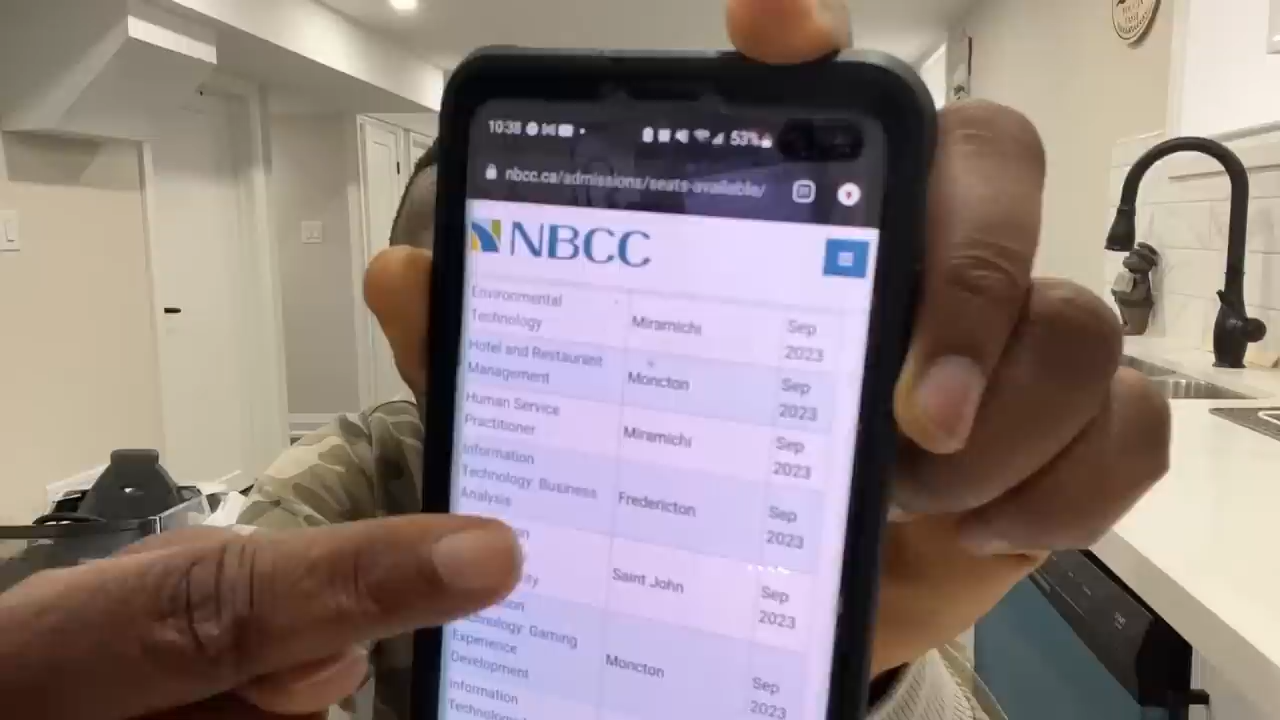 10:38
53%
nbcc.ca/admissions/seats-available/
NBCC
Environmental
Technology
Miramichi
Sep
2023
Hotel and Restaurant
Management
Moncton
Sep
2023
Human Service
Practitioner
Miramichi
Sep
2023
Information
Technology: Business
Analysis
Fredericton
Sep
2023
Saint John
Sep
2023
Technology: Gaming
Experience
Development
Moncton
Sep
2023
Information